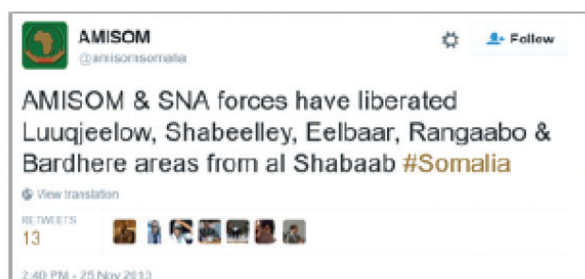 AMISOM
@amisomsomalia
Follow
AMISOM & SNA forces have liberated
Luuqjeelow, Shabeelley, Eelbaar, Rangaabo &
Bardhere areas from al Shabaab #Somalia
View translation
RETWEETS
13
2:40 PM - 25 Nov 2013